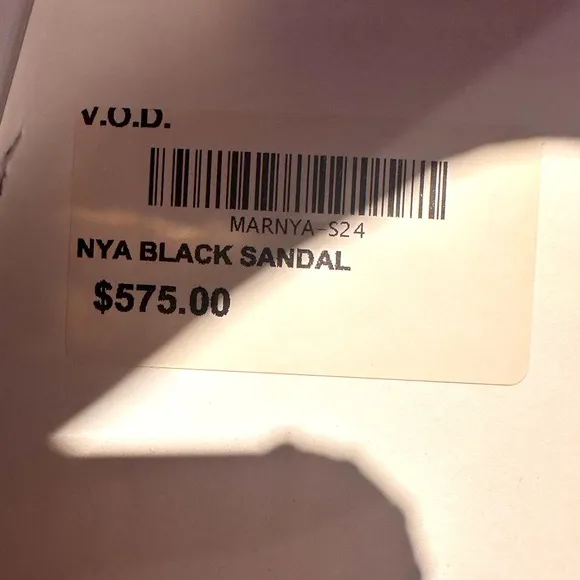 V.O.D.
MARNYA-S24
NYA BLACK SANDAL
$575.00